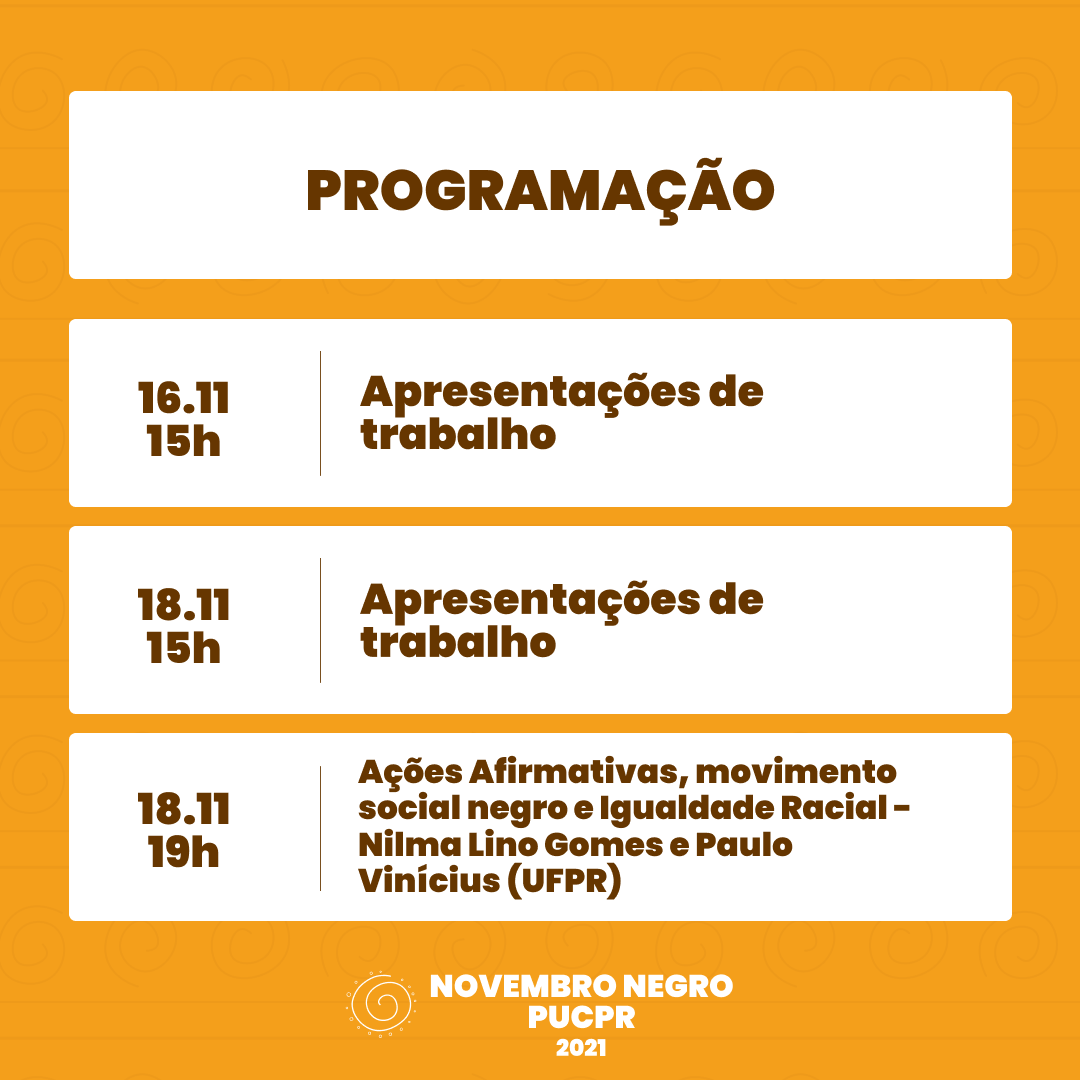 PROGRAMAÇÃO
16.11
15h
Apresentações de
trabalho
18.11
15h
Apresentações de
trabalho
18.11
19h
Ações Afirmativas, movimento
social negro e Igualdade Racial –
Nilma Lino Gomes e Paulo
Vinícius (UFPR)
NOVEMBRO NEGRO
PUCPR
2021